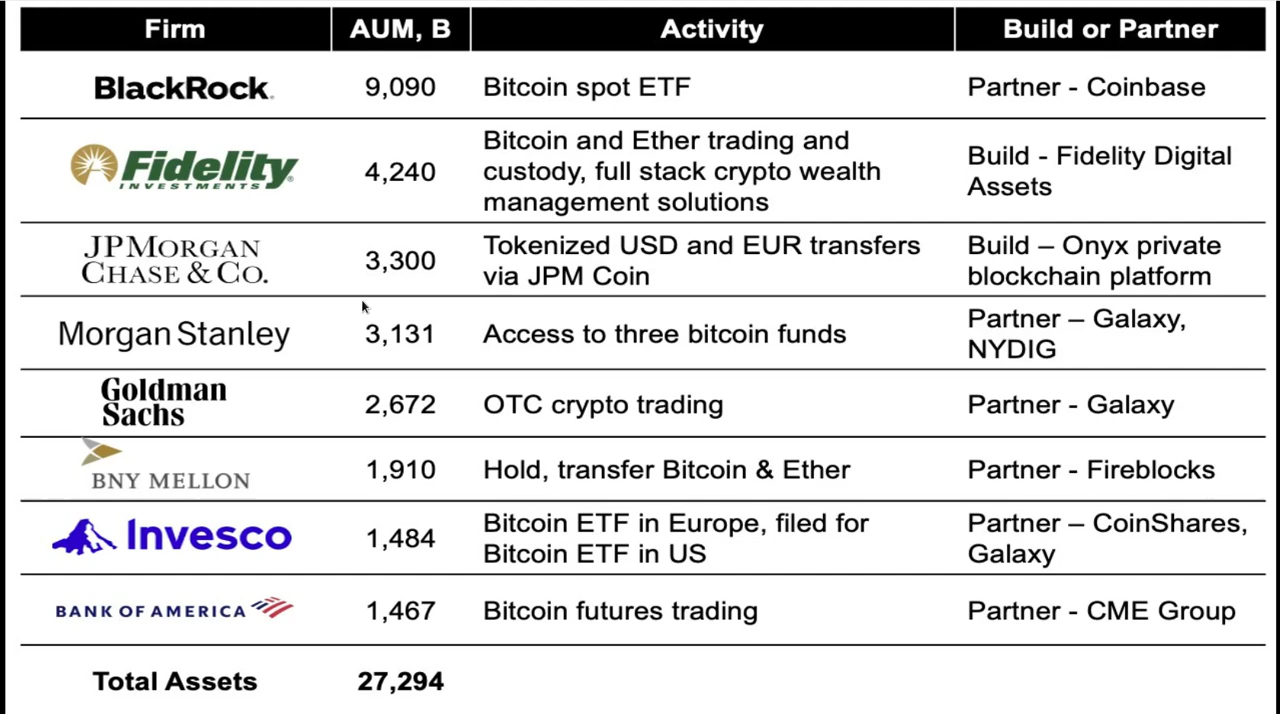 Firm AUM, B Activity Build or Partner
BlackRock. 9,090 Bitcoin spot ETF Partner - Coinbase
Fidelity INVESTMENTS 4,240 Bitcoin and Ether trading and
custody, full stack crypto wealth
management solutions Build - Fidelity Digital
Assets
JPMORGAN
CHASE & CO. 3,300 Tokenized USD and EUR transfers
via JPM Coin Build – Onyx private
blockchain platform
Morgan Stanley 3,131 Access to three bitcoin funds Partner – Galaxy,
NYDIG
Goldman
Sachs 2,672 OTC crypto trading Partner - Galaxy
BNY MELLON 1,910 Hold, transfer Bitcoin & Ether Partner - Fireblocks
Invesco 1,484 Bitcoin ETF in Europe, filed for
Bitcoin ETF in US Partner – CoinShares,
Galaxy
BANK OF AMERICA 1,467 Bitcoin futures trading Partner - CME Group
Total Assets 27,294